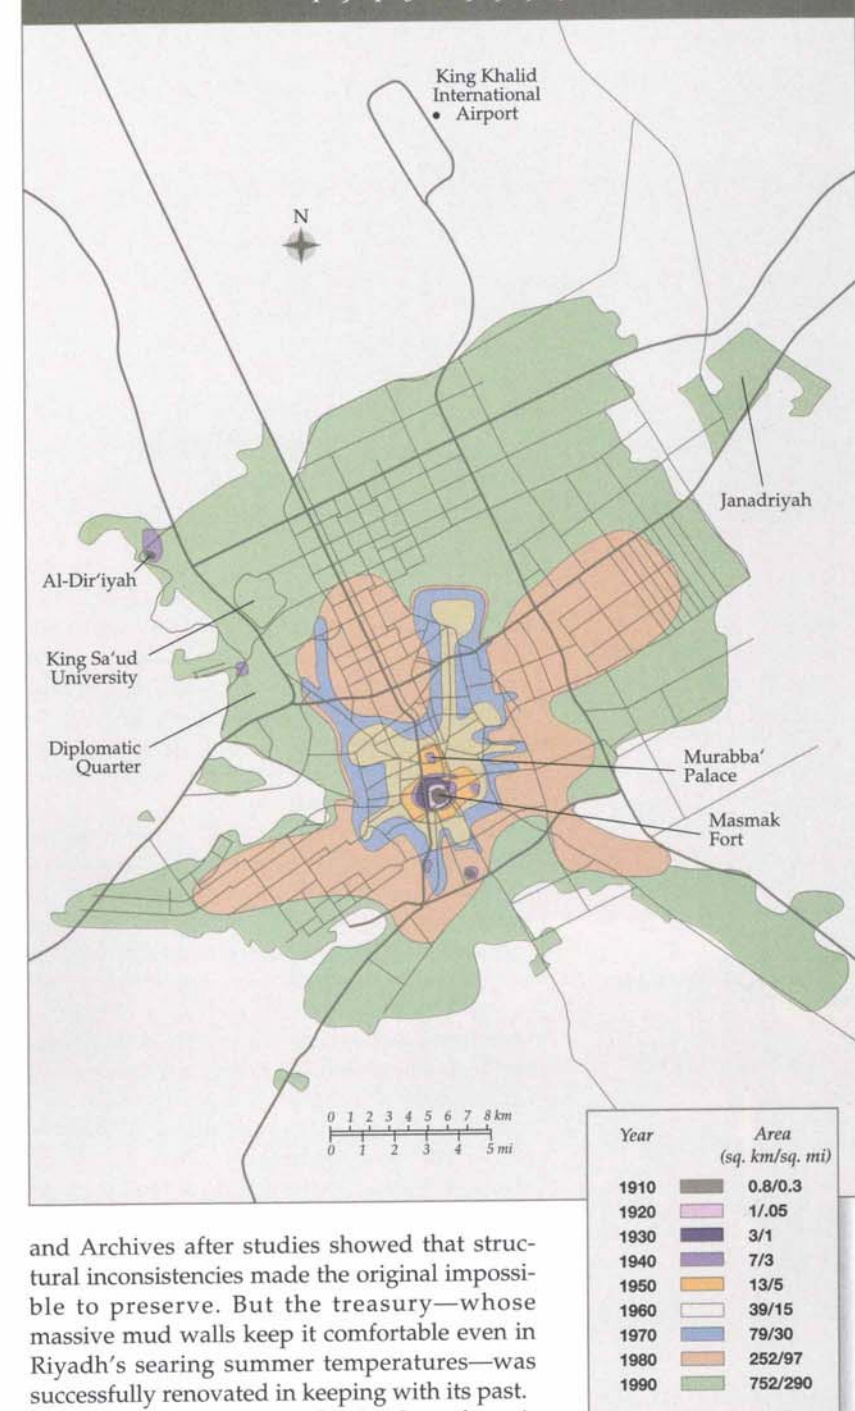 King Khalid
International
Airport
N
Janadriyah
Al-Dir‘iyah
King Sa‘ud
University
Diplomatic
Quarter
Murabba‘
Palace
Masmak
Fort
0 1 2 3 4 5 6 7 8 km
0 1 2 3 4 5 mi
Year Area
(sq. km/sq. mi)
1910 0.8/0.3
1920 1/.05
1930 3/1
1940 7/3
1950 13/5
1960 39/15
1970 79/30
1980 252/97
1990 752/290
and Archives after studies showed that struc-
tural inconsistencies made the original impossi-
ble to preserve. But the treasury—whose
massive mud walls keep it comfortable even in
Riyadh's searing summer temperatures—was
successfully renovated in keeping with its past.